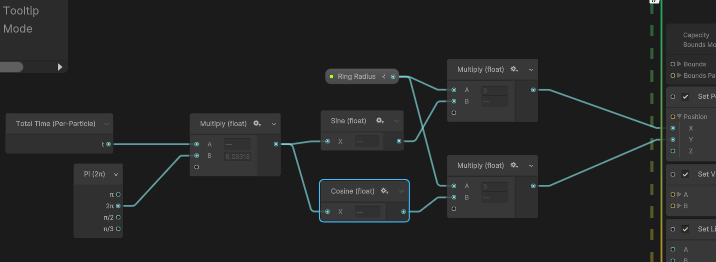 Tooltip
Mode
Capacity
Bounds Mo
Bounds
Bounds Pa
Ring Radius
Multiply (float)
A
B
Set P
Position
X
Y
Z
Total Time (Per-Particle)
t
Multiply (float)
A
B
6.28318
Sine (float)
X
Pi (2π)
π
2π
π/2
π/3
Cosine (float)
X
Multiply (float)
A
B
Set V
A
B
Set Li
A
B